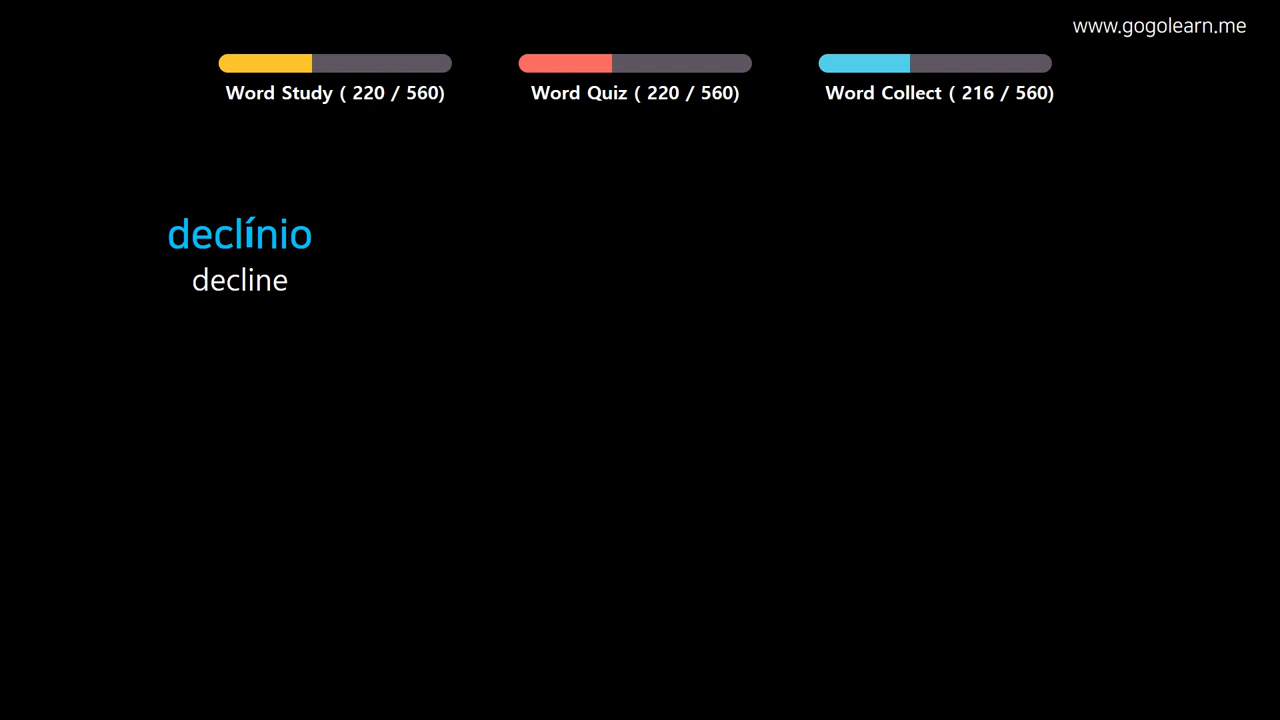 www.gogolearn.me
Word Study ( 220 / 560)
Word Quiz ( 220 / 560)
Word Collect ( 216 / 560)
declínio
decline